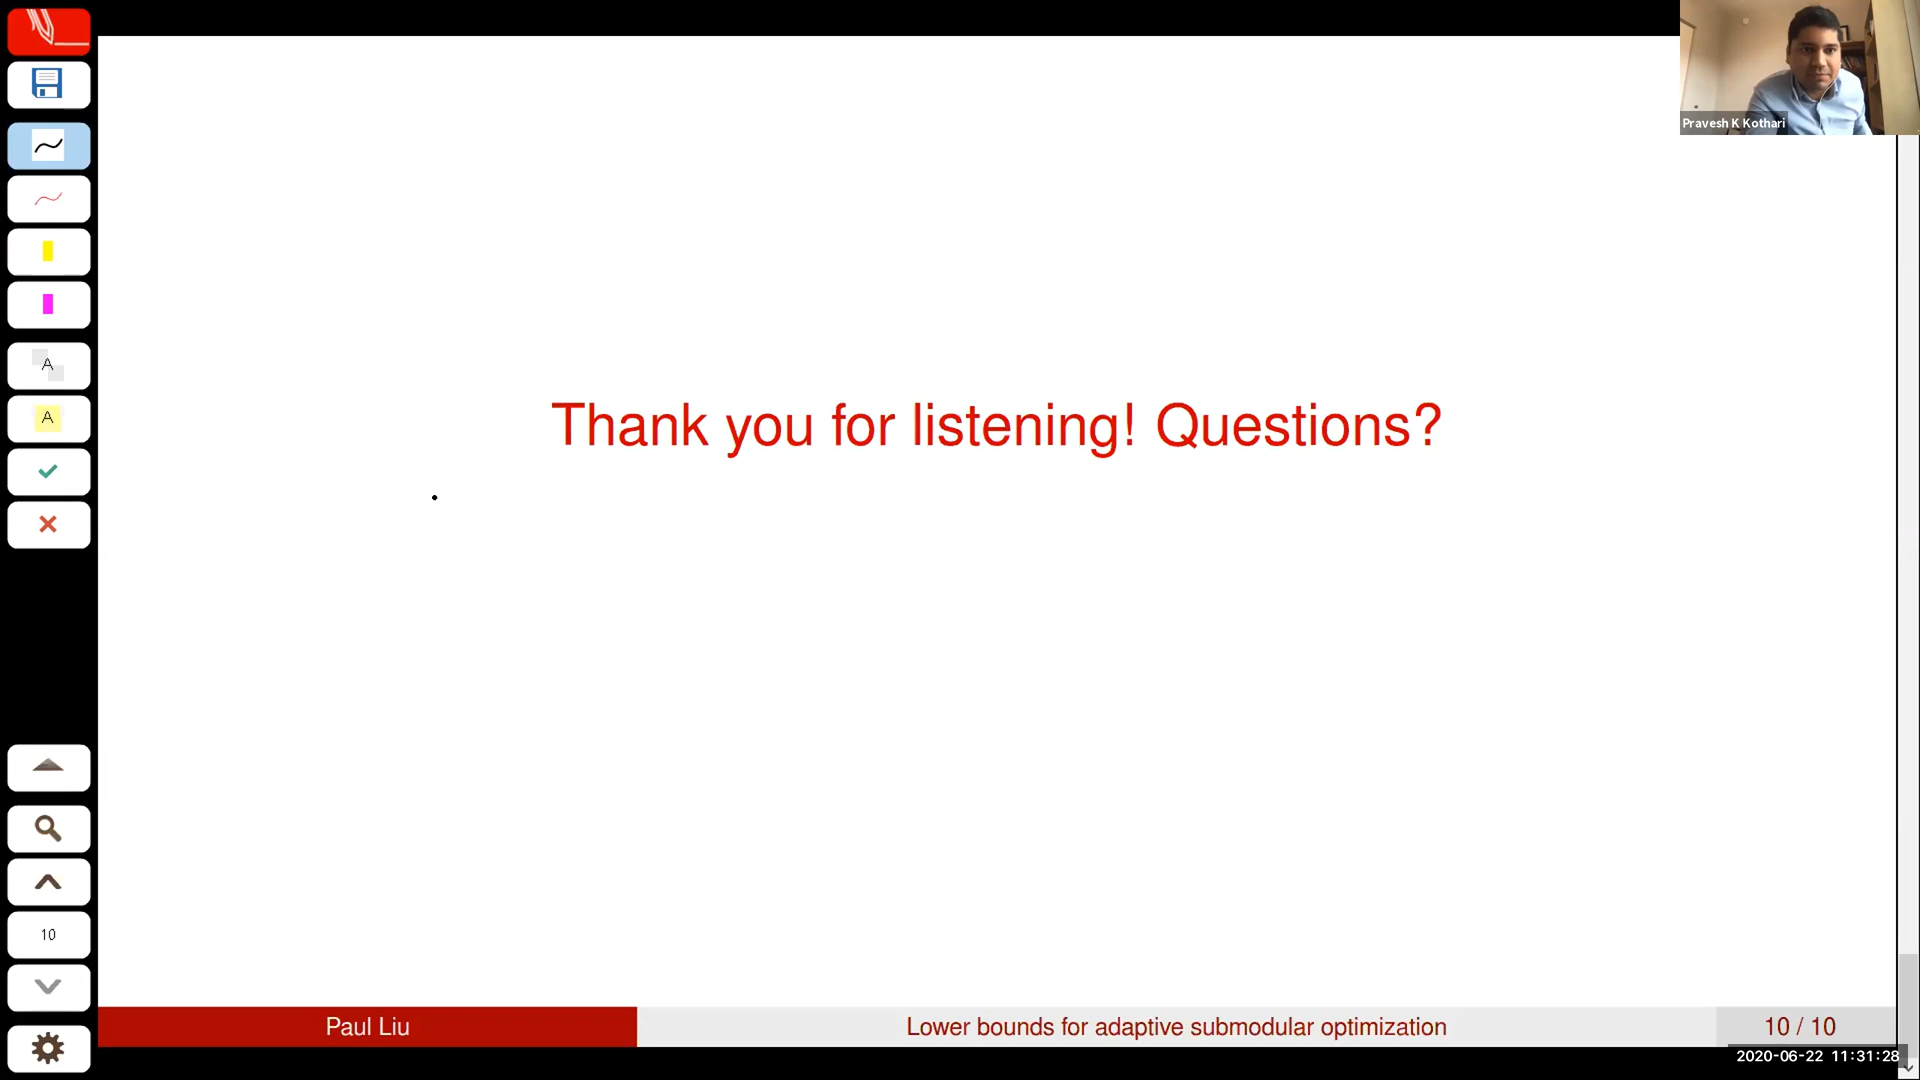 Pravesh K Kothari
A
Thank you for listening! Questions?
A
10
Paul Liu
Lower bounds for adaptive submodular optimization
10 / 10
2020-06-22 11:31:28